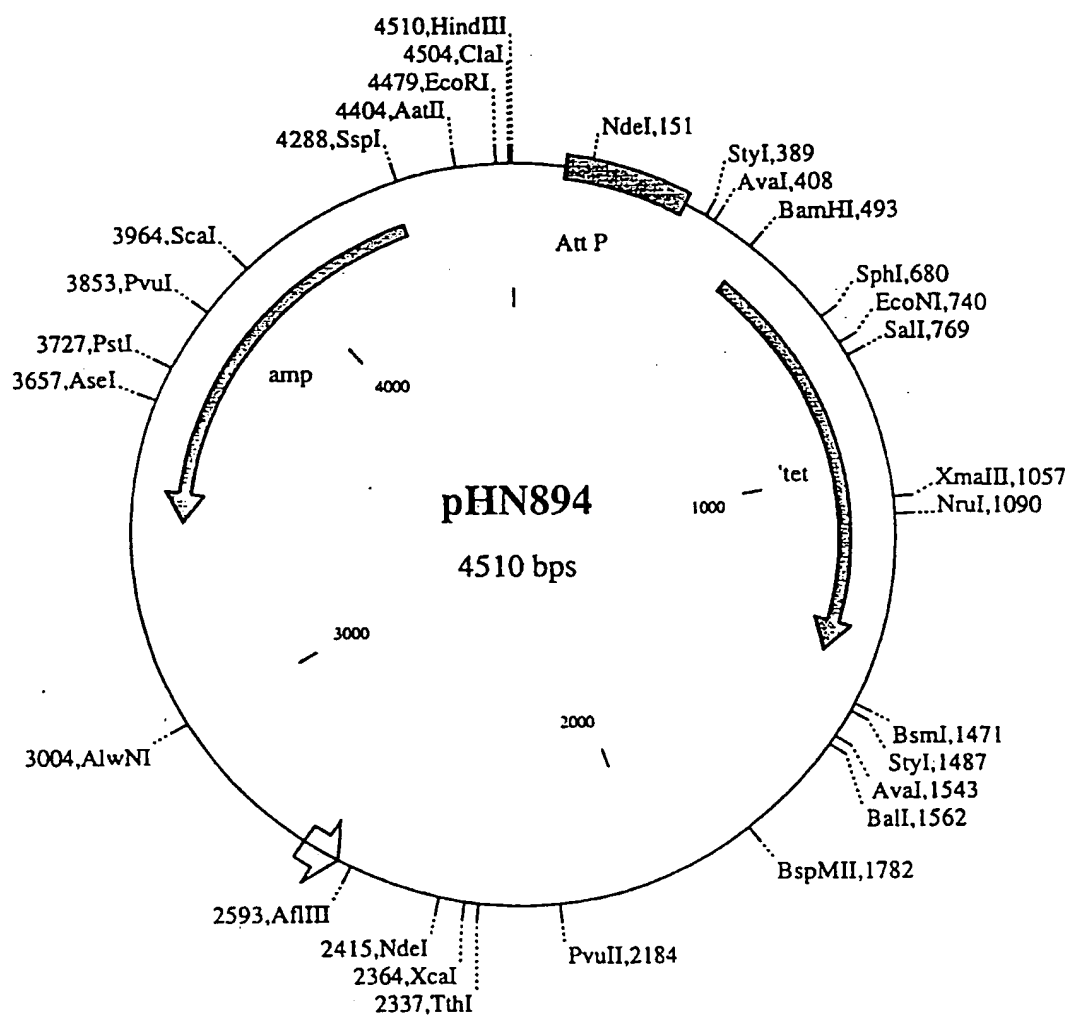 4510,HindIII
4504,ClaI
4479,EcoRI
4404,AatII
4288,SspI
NdeI,151
StyI,389
AvaI,408
BamHI,493
3964,ScaI
3853,PvuI
3727,PstI
3657,AseI
Att P
SphI,680
EcoNI,740
SalI,769
amp
4000
'tet
1000
XmaIII,1057
NruI,1090
pHN894
4510 bps
3000
2000
3004,AlwNI
BsmI,1471
StyI,1487
AvaI,1543
BalI,1562
BspMII,1782
2593,AflIII
2415,NdeI
2364,XcaI
2337,TthI
PvuII,2184